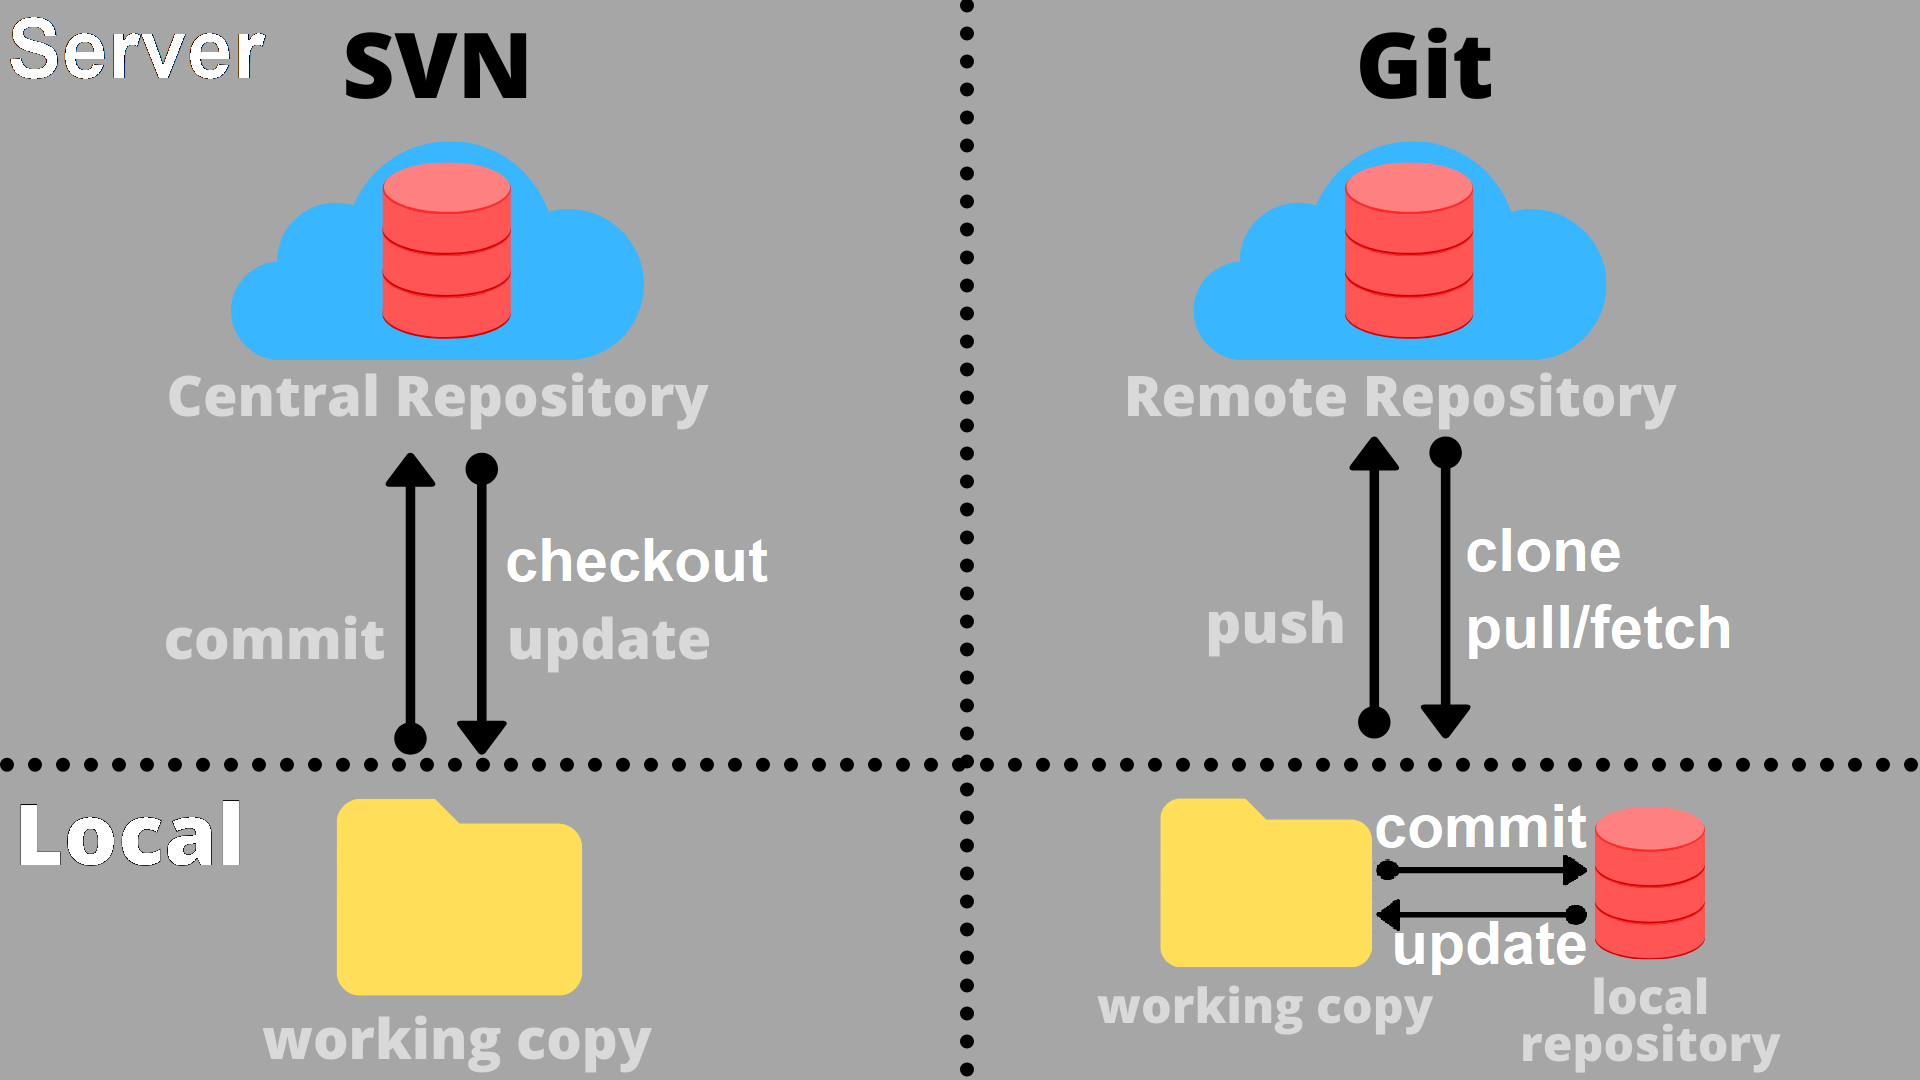 Server
SVN
Git
Central Repository
Remote Repository
checkout
commit
update
clone
push
pull/fetch
Local
commit
update
working copy
working copy
local
repository